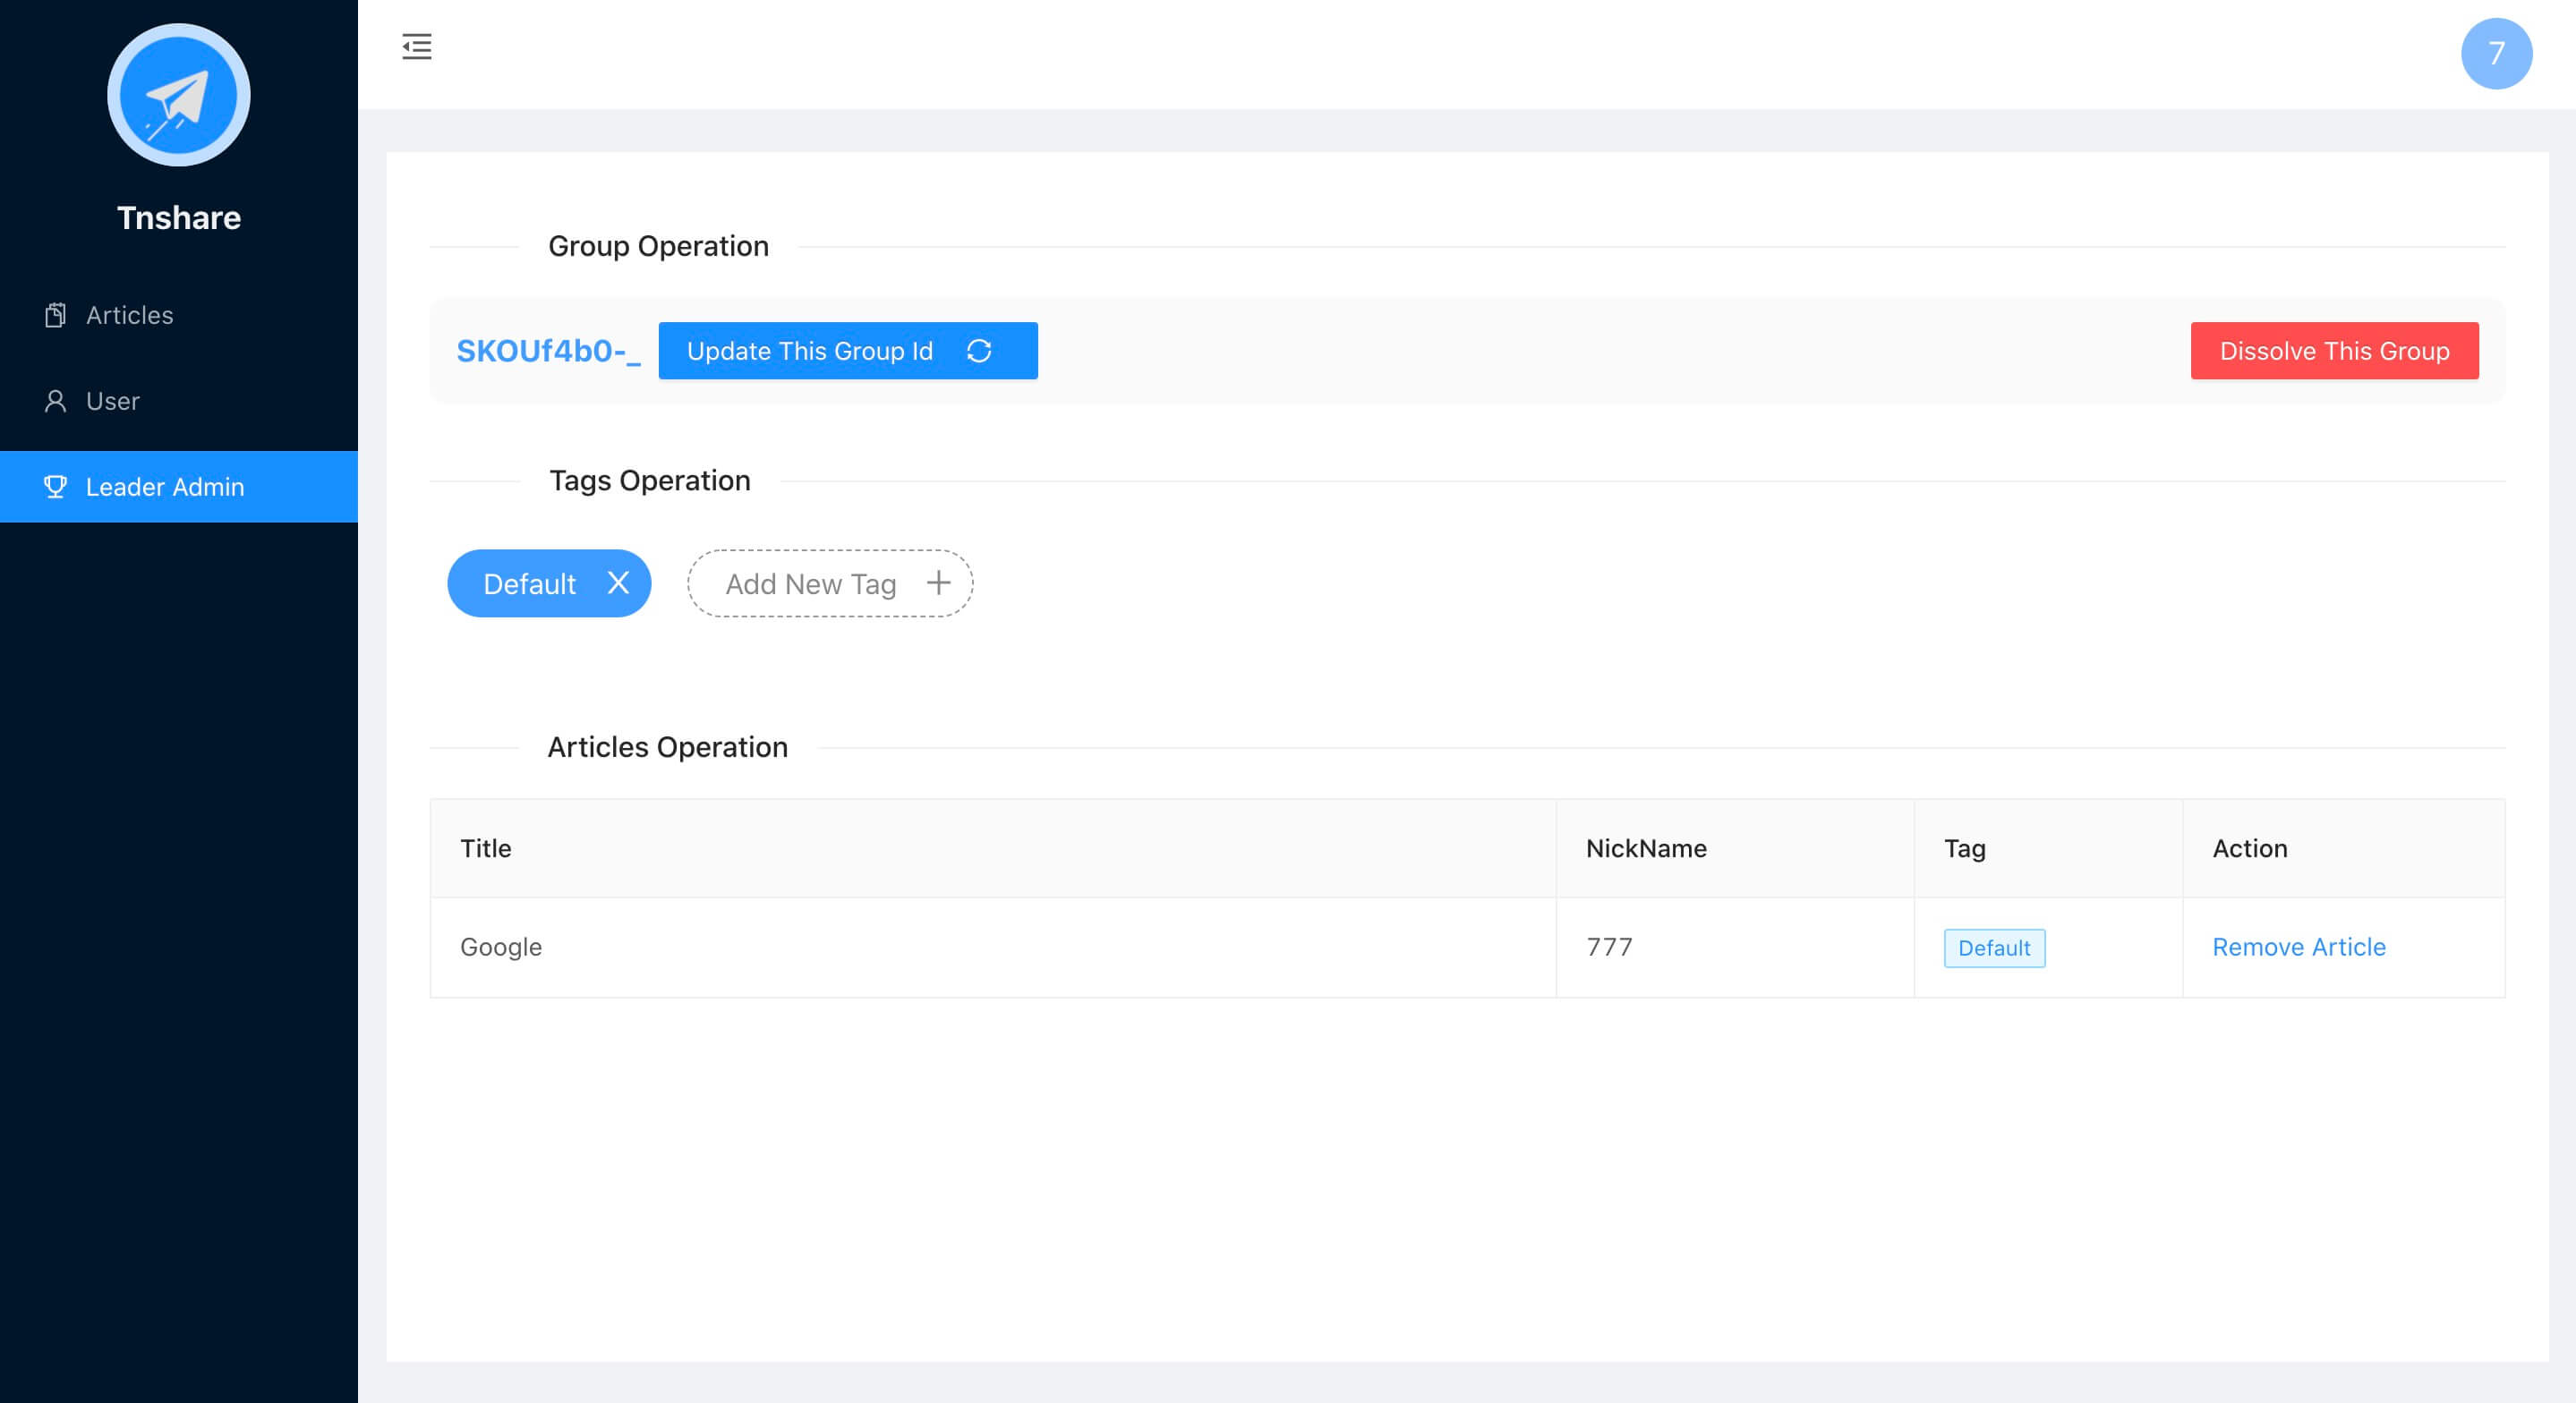 Tnshare
Articles
User
Leader Admin
7
Group Operation
SKOUf4b0-_ Update This Group Id
Dissolve This Group
Tags Operation
Default X Add New Tag +
Articles Operation
Title NickName Tag Action
Google 777 Default Remove Article